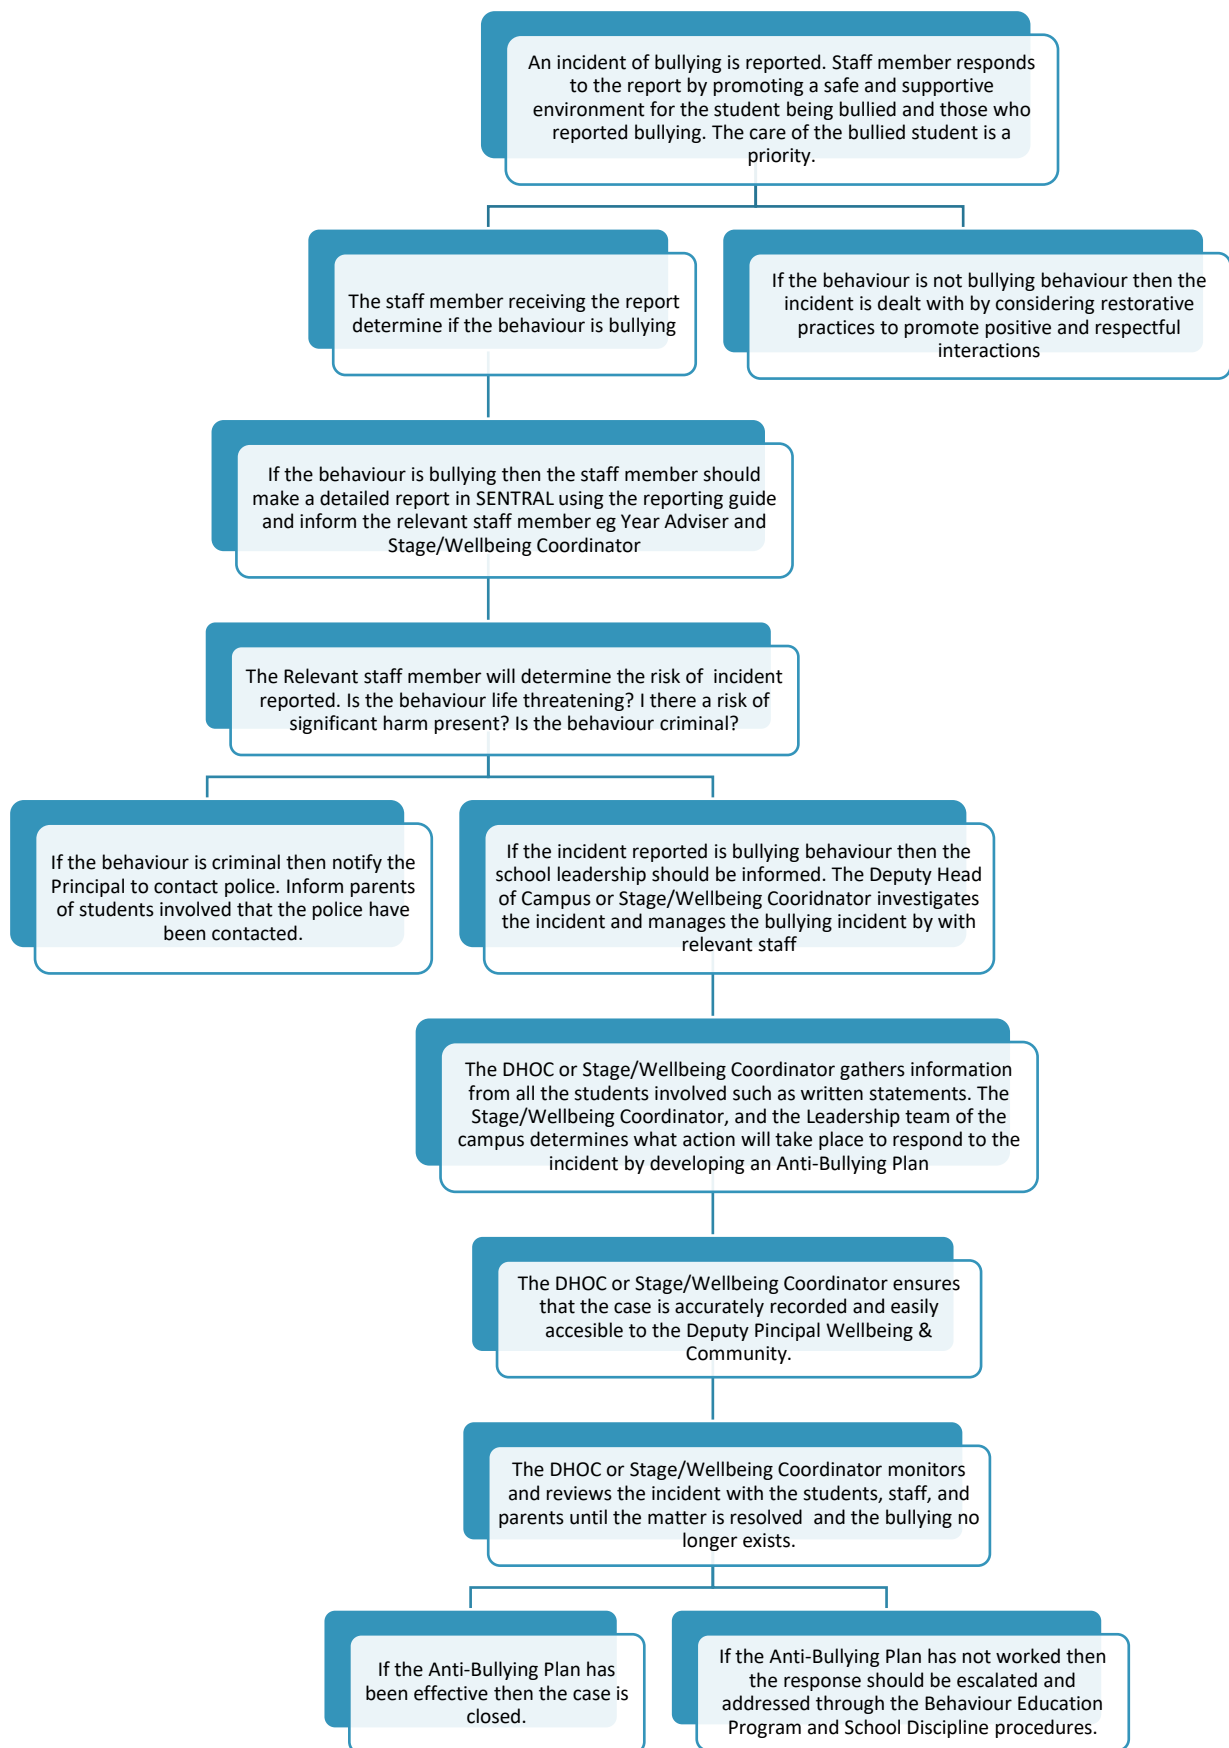 An incident of bullying is reported. Staff member responds
to the report by promoting a safe and supportive
environment for the student being bullied and those who
reported bullying. The care of the bullied student is a
priority.
The staff member receiving the report
determine if the behaviour is bullying
If the behaviour is not bullying behaviour then the
incident is dealt with by considering restorative
practices to promote positive and respectful
interactions
If the behaviour is bullying then the staff member should
make a detailed report in SENTRAL using the reporting guide
and inform the relevant staff member eg Year Adviser and
Stage/Wellbeing Coordinator
The Relevant staff member will determine the risk of incident
reported. Is the behaviour life threatening? I there a risk of
significant harm present? Is the behaviour criminal?
If the behaviour is criminal then notify the
Principal to contact police. Inform parents
of students involved that the police have
been contacted.
If the incident reported is bullying behaviour then the
school leadership should be informed. The Deputy Head
of Campus or Stage/Wellbeing Cooridnator investigates
the incident and manages the bullying incident by with
relevant staff
The DHOC or Stage/Wellbeing Coordinator gathers information
from all the students involved such as written statements. The
Stage/Wellbeing Coordinator, and the Leadership team of the
campus determines what action will take place to respond to the
incident by developing an Anti-Bullying Plan
The DHOC or Stage/Wellbeing Coordinator ensures
that the case is accurately recorded and easily
accesible to the Deputy Pincipal Wellbeing &
Community.
The DHOC or Stage/Wellbeing Coordinator monitors
and reviews the incident with the students, staff, and
parents until the matter is resolved and the bullying no
longer exists.
If the Anti-Bullying Plan has
been effective then the case is
closed.
If the Anti-Bullying Plan has not worked then
the response should be escalated and
addressed through the Behaviour Education
Program and School Discipline procedures.